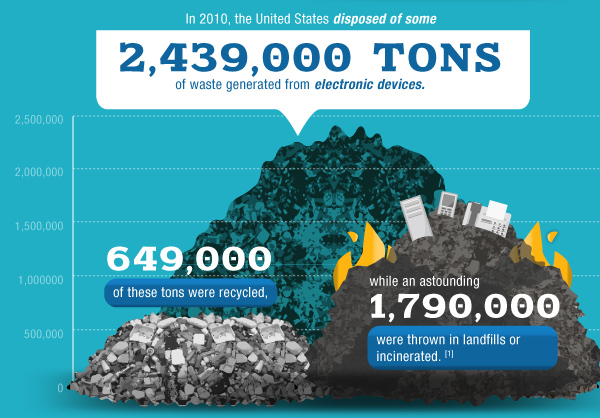 In 2010, the United States disposed of some
2,439,000 TONS
of waste generated from electronic devices.
2,500,000
2,000,000
1,500,000
1,000000
500,000
0
649,000
of these tons were recycled,
while an astounding
1,790,000
were thrown in landfills or
incinerated. [1]